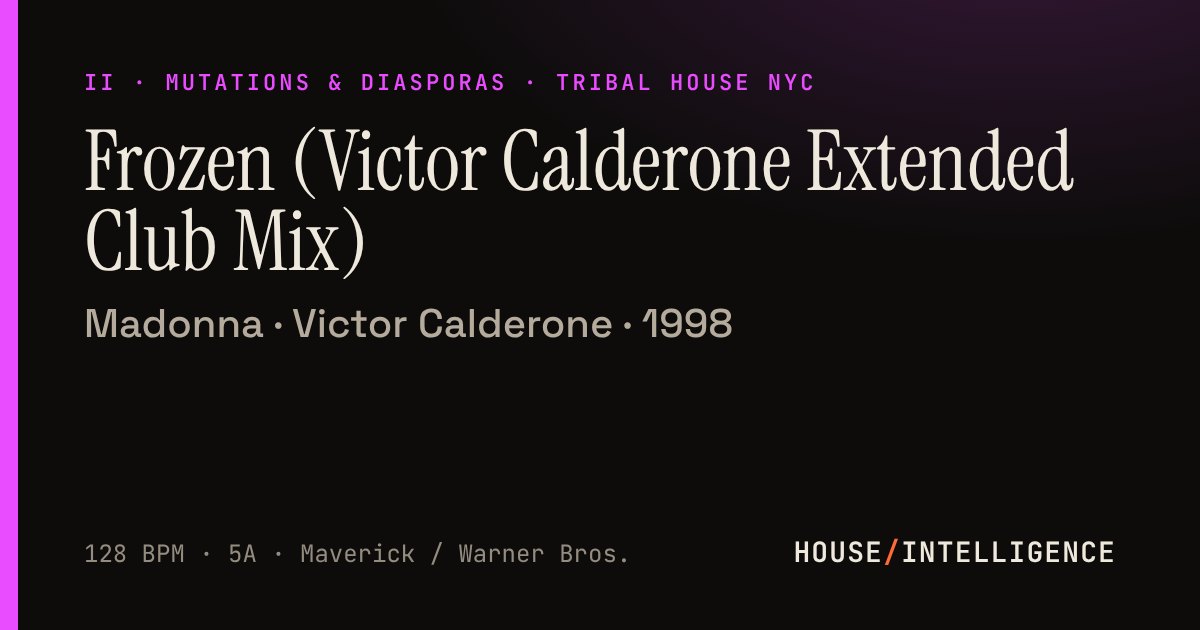 II · MUTATIONS & DIASPORAS · TRIBAL HOUSE NYC
Frozen (Victor Calderone Extended
Club Mix)
Madonna · Victor Calderone · 1998
128 BPM · 5A · Maverick / Warner Bros.
HOUSE/INTELLIGENCE